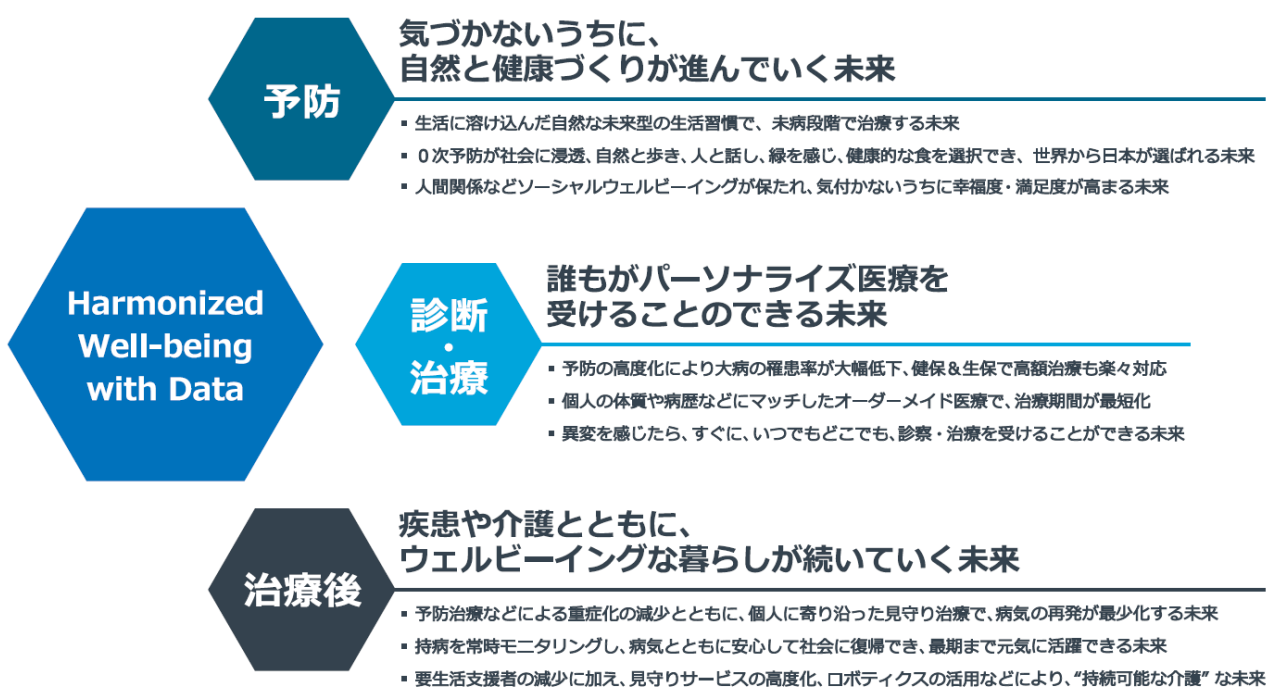 予防
気づかないうちに、
自然と健康づくりが進んでいく未来
▪ 生活に溶け込んだ自然な未来型の生活習慣で、未病段階で治療する未来
▪ ０次予防が社会に浸透、自然と歩き、人と話し、緑を感じ、健康的な食を選択でき、世界から日本が選ばれる未来
▪ 人間関係などソーシャルウェルビーイングが保たれ、気付かないうちに幸福度・満足度が高まる未来
Harmonized
Well-being
with Data
診断
・
治療
誰もがパーソナライズ医療を
受けることのできる未来
▪ 予防の高度化により大病の罹患率が大幅低下、健保＆生保で高額治療も楽々対応
▪ 個人の体質や病歴などにマッチしたオーダーメイド医療で、治療期間が最短化
▪ 異変を感じたら、すぐに、いつでもどこでも、診察・治療を受けることができる未来
治療後
疾患や介護とともに、
ウェルビーイングな暮らしが続いていく未来
▪ 予防治療などによる重症化の減少とともに、個人に寄り沿った見守り治療で、病気の再発が最少化する未来
▪ 持病を常時モニタリングし、病気とともに安心して社会に復帰でき、最期まで元気に活躍できる未来
▪ 要生活支援者の減少に加え、見守りサービスの高度化、ロボティクスの活用などにより、“持続可能な介護” な未来